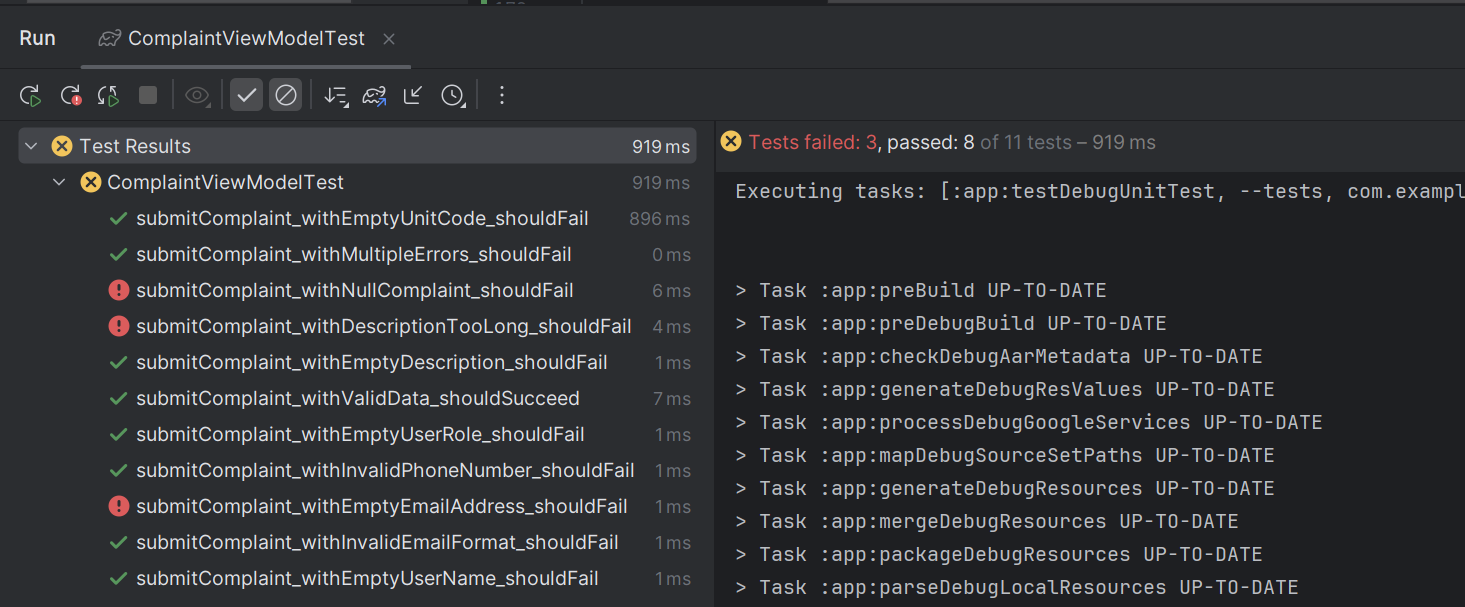 Run ComplaintViewModelTest
Test Results 919 ms
ComplaintViewModelTest 919 ms
submitComplaint_withEmptyUnitCode_shouldFail 896 ms
submitComplaint_withMultipleErrors_shouldFail 0 ms
submitComplaint_withNullComplaint_shouldFail 6 ms
submitComplaint_withDescriptionTooLong_shouldFail 4 ms
submitComplaint_withEmptyDescription_shouldFail 1 ms
submitComplaint_withValidData_shouldSucceed 7 ms
submitComplaint_withEmptyUserRole_shouldFail 1 ms
submitComplaint_withInvalidPhoneNumber_shouldFail 1 ms
submitComplaint_withEmptyEmailAddress_shouldFail 1 ms
submitComplaint_withInvalidEmailFormat_shouldFail 1 ms
submitComplaint_withEmptyUserName_shouldFail 1 ms
Tests failed: 3, passed: 8 of 11 tests – 919 ms
Executing tasks: [:app:testDebugUnitTest, --tests, com.exampl
> Task :app:preBuild UP-TO-DATE
> Task :app:preDebugBuild UP-TO-DATE
> Task :app:checkDebugAarMetadata UP-TO-DATE
> Task :app:generateDebugResValues UP-TO-DATE
> Task :app:processDebugGoogleServices UP-TO-DATE
> Task :app:mapDebugSourceSetPaths UP-TO-DATE
> Task :app:generateDebugResources UP-TO-DATE
> Task :app:mergeDebugResources UP-TO-DATE
> Task :app:packageDebugResources UP-TO-DATE
> Task :app:parseDebugLocalResources UP-TO-DATE